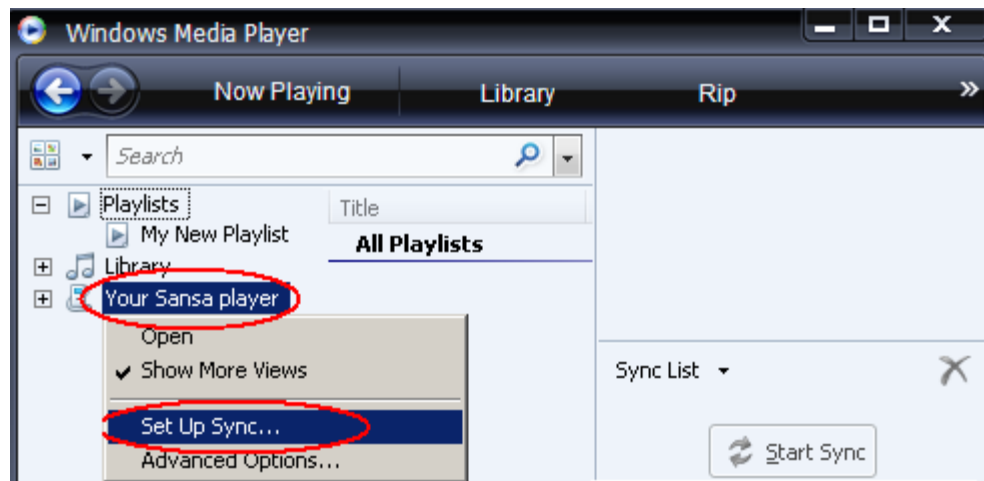 Windows Media Player
Now Playing Library Rip »
Search
Playlists Title
My New Playlist All Playlists
Library
Your Sansa player
Open
Show More Views
Sync List
Set Up Sync...
Start Sync
Advanced Options...